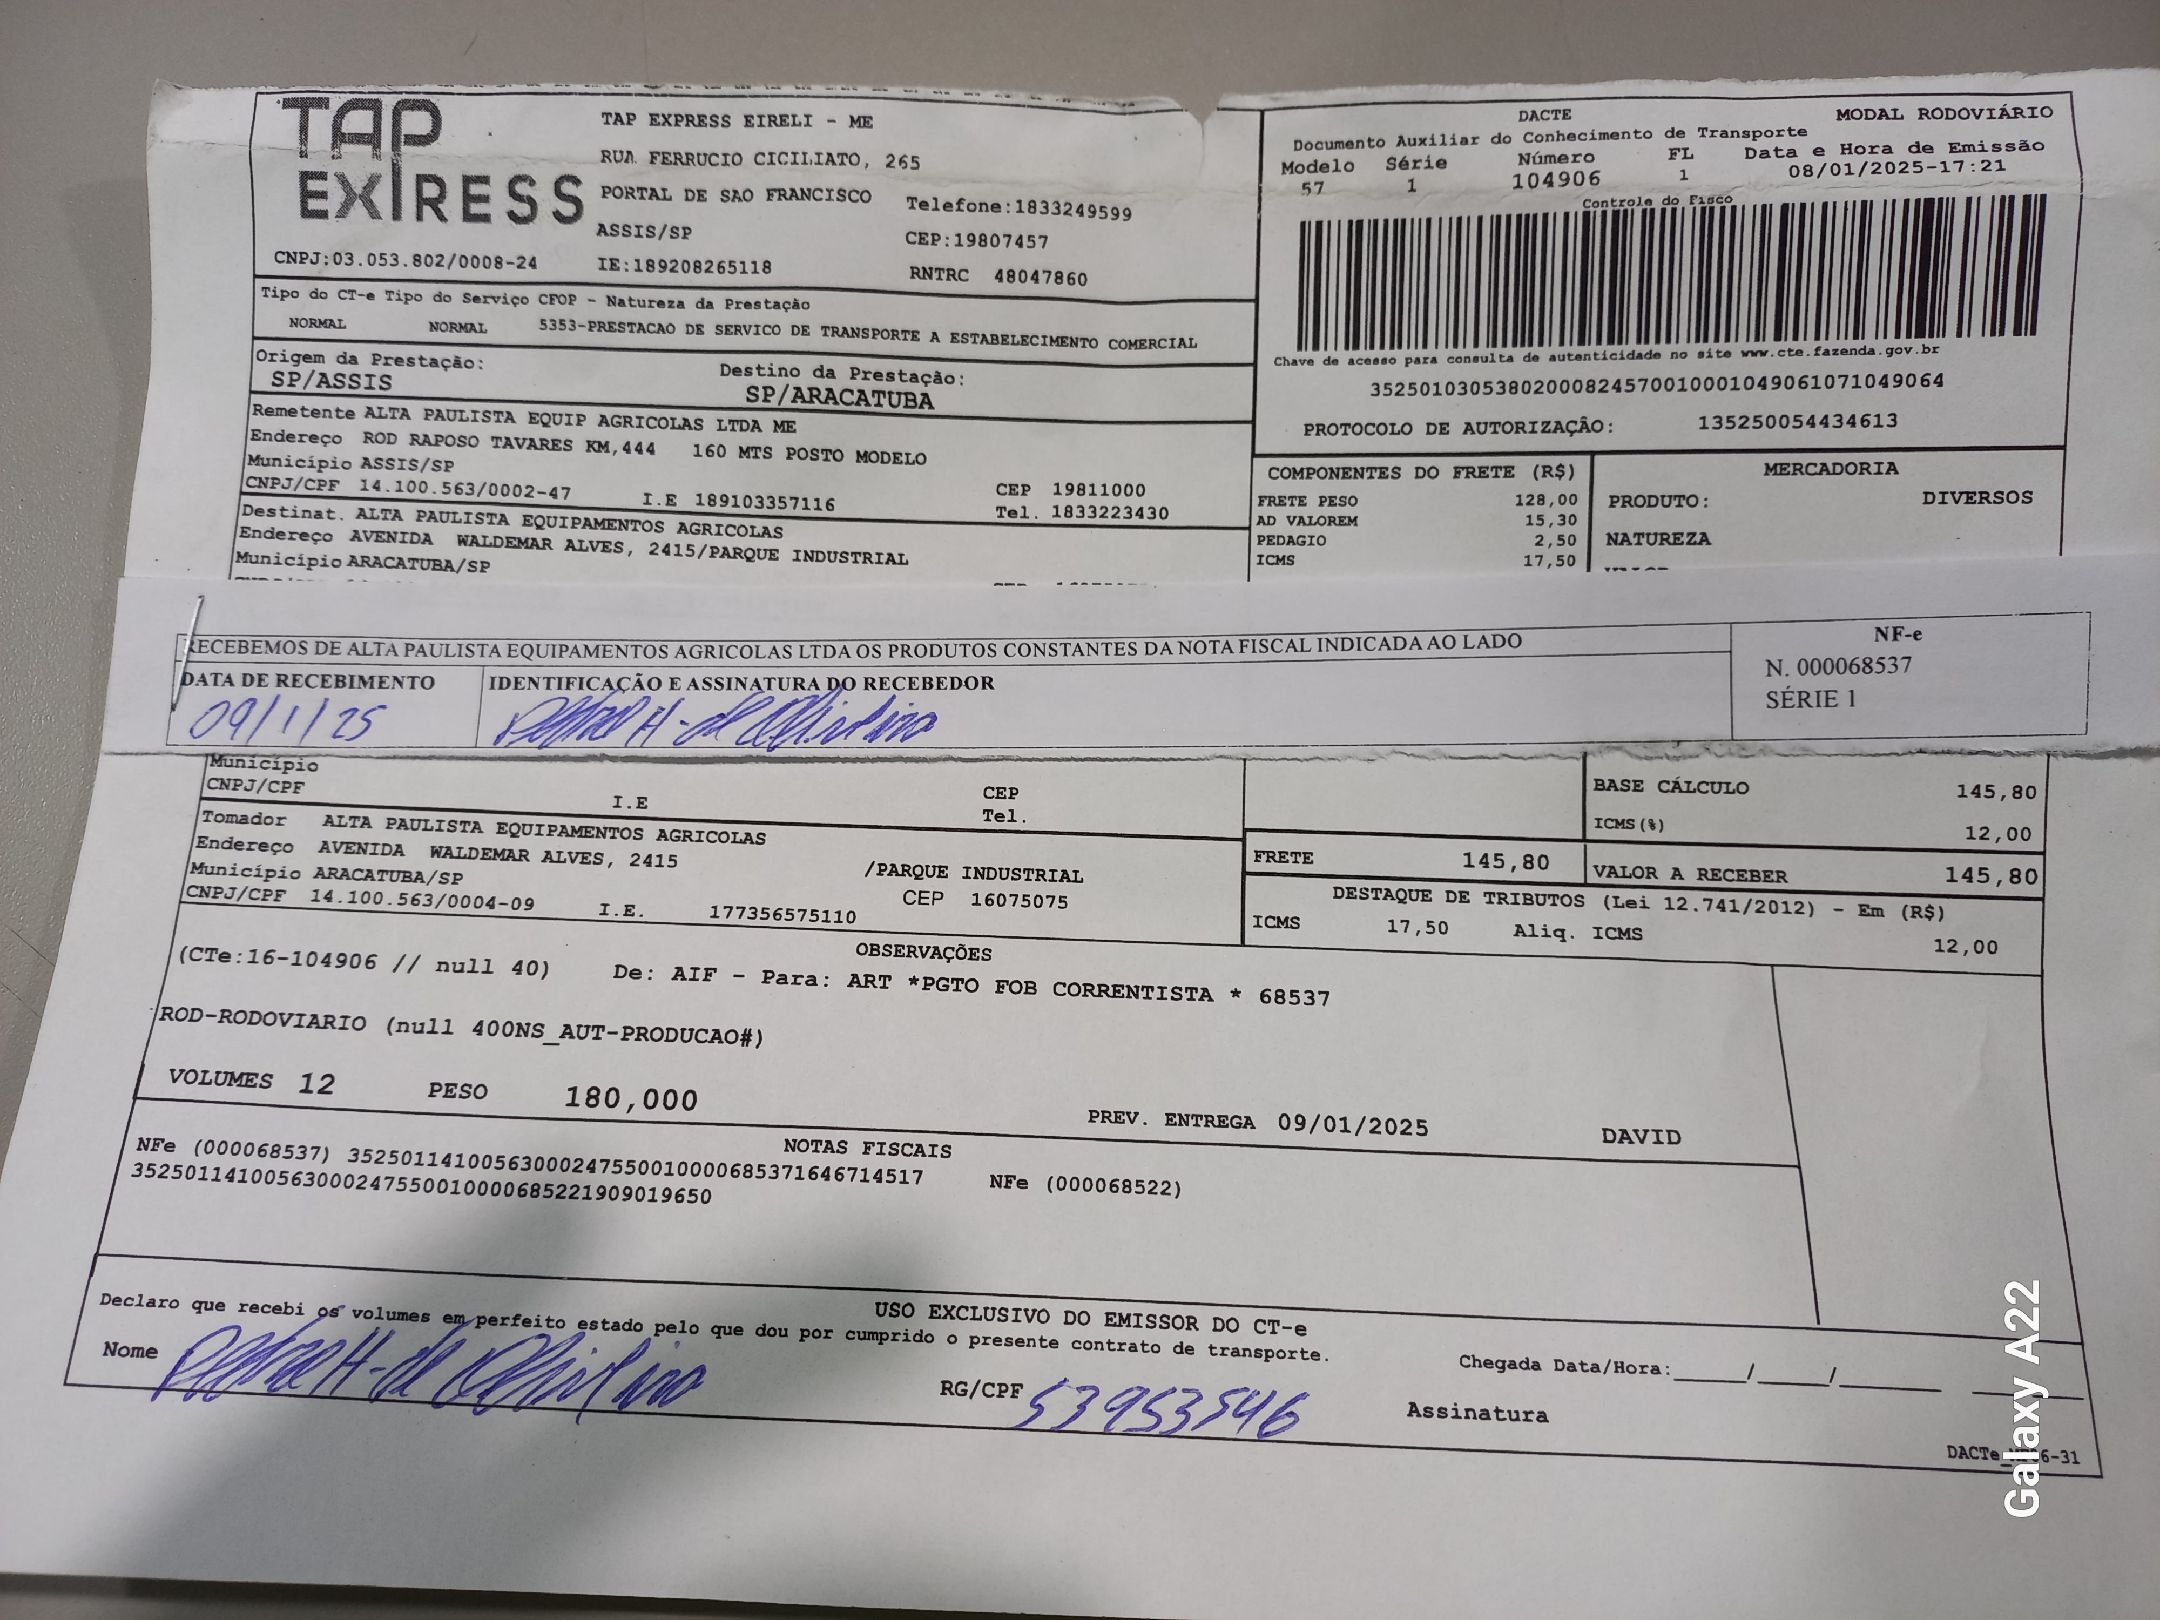 TAP EXPRESS
TAP EXPRESS EIRELI - ME
RUA FERRUCIO CICILIATO, 265
PORTAL DE SAO FRANCISCO Telefone:1833249599
ASSIS/SP CEP:19807457
CNPJ:03.053.802/0008-24 IE:189208265118 RNTRC 48047860
DACTE MODAL RODOVIÁRIO
Documento Auxiliar do Conhecimento de Transporte
Modelo Série Número FL Data e Hora de Emissão
57 1 104906 1 08/01/2025-17:21
Controle do Fisco
Chave de acesso para consulta de autenticidade no site www.cte.fazenda.gov.br
35250103053802000824570010001049061071049064
PROTOCOLO DE AUTORIZAÇÃO: 135250054434613
Tipo do CT-e Tipo do Serviço CFOP - Natureza da Prestação
NORMAL NORMAL 5353-PRESTACAO DE SERVICO DE TRANSPORTE A ESTABELECIMENTO COMERCIAL
Origem da Prestação: Destino da Prestação:
SP/ASSIS SP/ARACATUBA
Remetente ALTA PAULISTA EQUIP AGRICOLAS LTDA ME
Endereço ROD RAPOSO TAVARES KM,444 160 MTS POSTO MODELO
Município ASSIS/SP CEP 19811000
CNPJ/CPF 14.100.563/0002-47 I.E 189103357116 Tel. 1833223430
Destinat. ALTA PAULISTA EQUIPAMENTOS AGRICOLAS
Endereço AVENIDA WALDEMAR ALVES, 2415/PARQUE INDUSTRIAL
Município ARACATUBA/SP
COMPONENTES DO FRETE (R$) MERCADORIA
FRETE PESO 128,00 PRODUTO: DIVERSOS
AD VALOREM 15,30
PEDAGIO 2,50 NATUREZA
ICMS 17,50
RECEBEMOS DE ALTA PAULISTA EQUIPAMENTOS AGRICOLAS LTDA OS PRODUTOS CONSTANTES DA NOTA FISCAL INDICADA AO LADO
DATA DE RECEBIMENTO IDENTIFICAÇÃO E ASSINATURA DO RECEBEDOR
09/1/25
NF-e
N. 000068537
SÉRIE 1
Município CEP
CNPJ/CPF I.E Tel.
Tomador ALTA PAULISTA EQUIPAMENTOS AGRICOLAS
Endereço AVENIDA WALDEMAR ALVES, 2415 /PARQUE INDUSTRIAL
Município ARACATUBA/SP CEP 16075075
CNPJ/CPF 14.100.563/0004-09 I.E. 177356575110
BASE CÁLCULO 145,80
ICMS(%) 12,00
FRETE 145,80 VALOR A RECEBER 145,80
DESTAQUE DE TRIBUTOS (Lei 12.741/2012) - Em (R$)
ICMS 17,50 Aliq. ICMS 12,00
OBSERVAÇÕES
(CTe:16-104906 // null 40) De: AIF - Para: ART *PGTO FOB CORRENTISTA * 68537
ROD-RODOVIARIO (null 400NS_AUT-PRODUCAO#)
VOLUMES 12 PESO 180,000 PREV. ENTREGA 09/01/2025 DAVID
NOTAS FISCAIS
NFe (000068537) 35250114100563000247550010000685371646714517 NFe (000068522)
35250114100563000247550010000685221909019650
USO EXCLUSIVO DO EMISSOR DO CT-e
Declaro que recebi os volumes em perfeito estado pelo que dou por cumprido o presente contrato de transporte.
Nome RG/CPF 539535546 Chegada Data/Hora:____/____/______
Assinatura
Galaxy A22